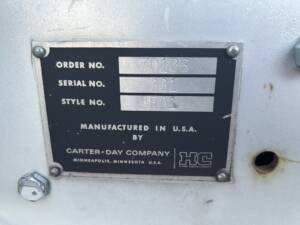 ORDER NO.
SERIAL NO.
STYLE NO.
MANUFACTURED IN U.S.A.
BY
CARTER-DAY COMPANY
MINNEAPOLIS, MINNESOTA U.S.A.
HC